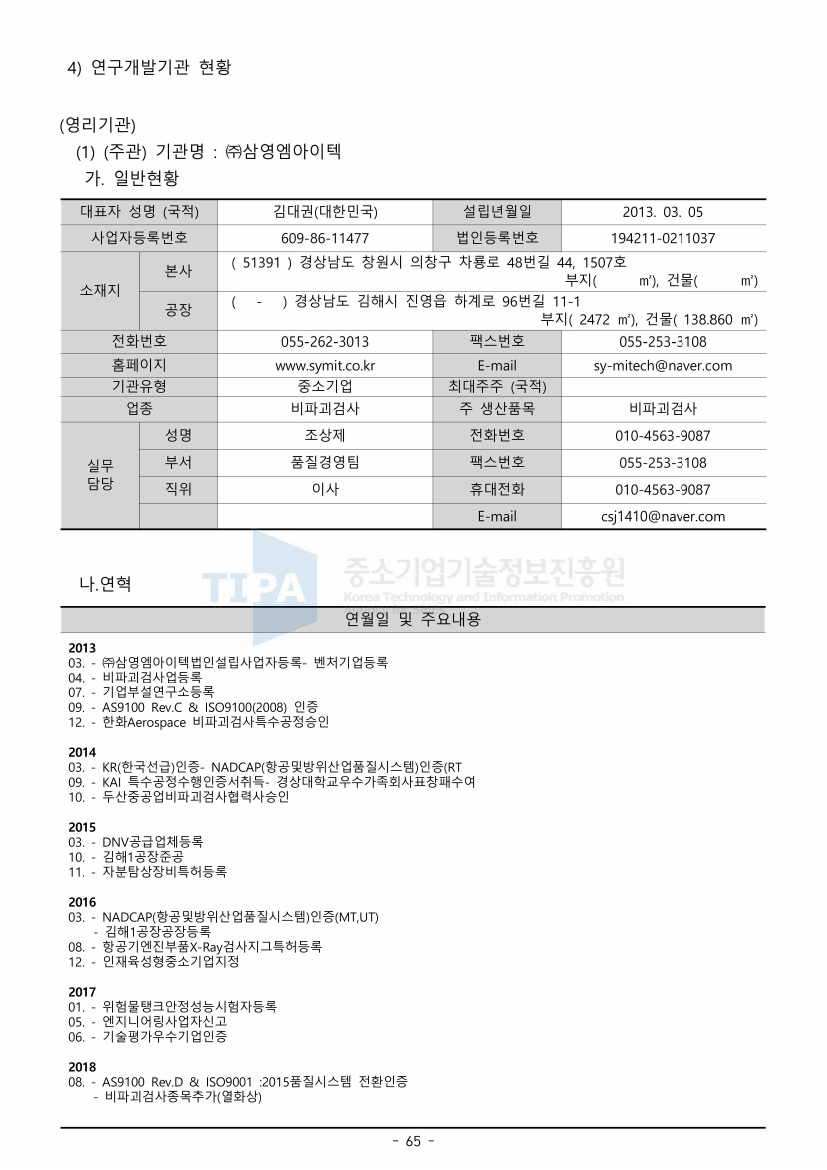 4) 연구개발기관 현황
(영리기관)
(1) (주관) 기관명 : ㈜삼영엠아이텍
가. 일반현황
대표자 성명 (국적) 김대권(대한민국) 설립년월일 2013. 03. 05
사업자등록번호 609-86-11477 법인등록번호 194211-0211037
소재지 본사 ( 51391 ) 경상남도 창원시 의창구 차룡로 48번길 44, 1507호
부지( ㎡), 건물( ㎡)
공장 ( - ) 경상남도 김해시 진영읍 하계로 96번길 11-1
부지( 2472 ㎡), 건물( 138.860 ㎡)
전화번호 055-262-3013 팩스번호 055-253-3108
홈페이지 www.symit.co.kr E-mail sy-mitech@naver.com
기관유형 중소기업 최대주주 (국적)
업종 비파괴검사 주 생산품목 비파괴검사
실무
담당
성명 조상제 전화번호 010-4563-9087
부서 품질경영팀 팩스번호 055-253-3108
직위 이사 휴대전화 010-4563-9087
E-mail csj1410@naver.com
TIPA 중소기업기술정보진흥원
Korea Technology and Information Promotion
나.연혁
연월일 및 주요내용
2013
03. - ㈜삼영엠아이텍법인설립사업자등록- 벤처기업등록
04. - 비파괴검사업등록
07. - 기업부설연구소등록
09. - AS9100 Rev.C & ISO9100(2008) 인증
12. - 한화Aerospace 비파괴검사특수공정승인
2014
03. - KR(한국선급)인증- NADCAP(항공및방위산업품질시스템)인증(RT
09. - KAI 특수공정수행인증서취득- 경상대학교우수가족회사표창패수여
10. - 두산중공업비파괴검사협력사승인
2015
03. - DNV공급업체등록
10. - 김해1공장준공
11. - 자분탐상장비특허등록
2016
03. - NADCAP(항공및방위산업품질시스템)인증(MT,UT)
- 김해1공장공장등록
08. - 항공기엔진부품X-Ray검사지그특허등록
12. - 인재육성형중소기업지정
2017
01. - 위험물탱크안정성능시험자등록
05. - 엔지니어링사업자신고
06. - 기술평가우수기업인증
2018
08. - AS9100 Rev.D & ISO9001 :2015품질시스템 전환인증
- 비파괴검사종목추가(열화상)
- 65 -